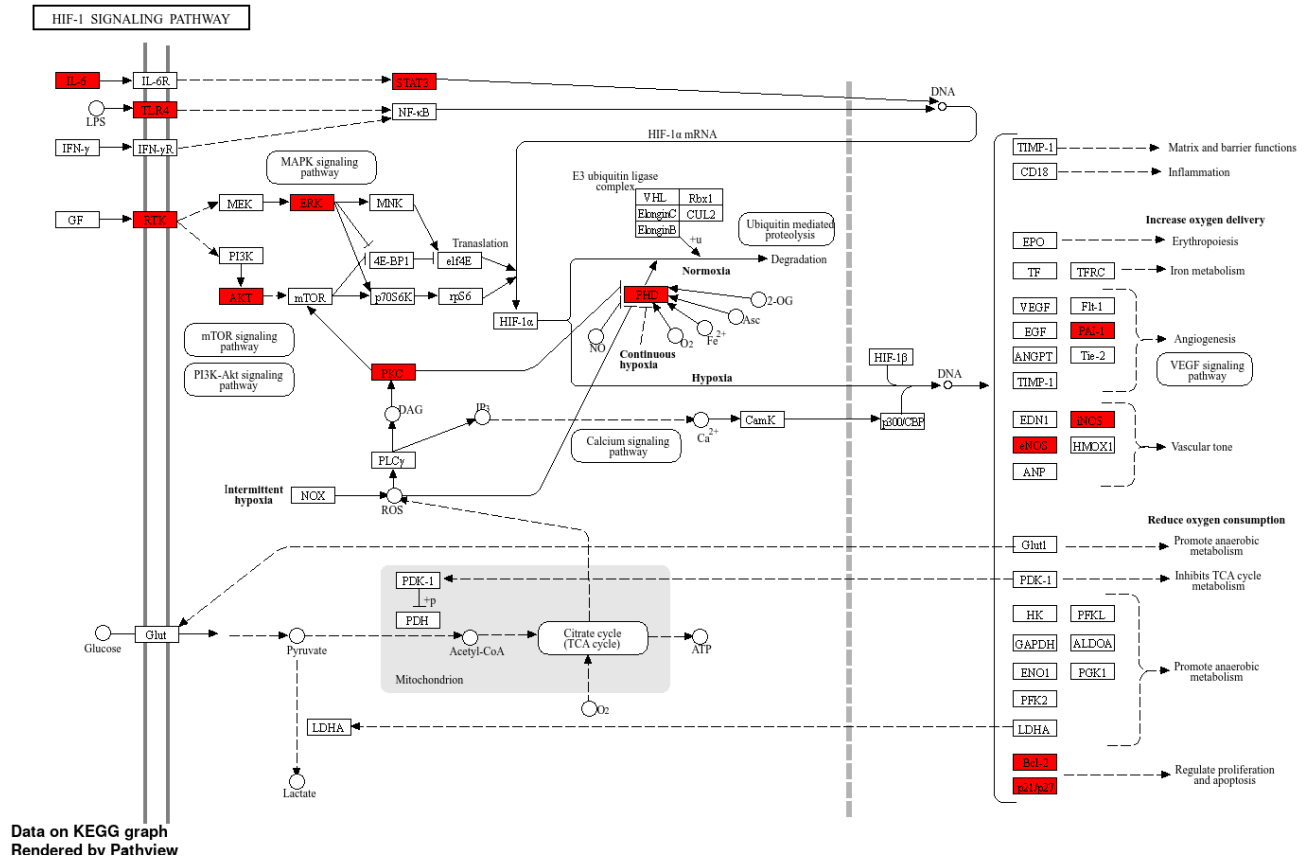 HIF-1 SIGNALING PATHWAY
IL-6
IL-6R
STAT3
TLR4
LPS
NF-κB
DNA
IFN-γ
IFN-γR
HIF-1α mRNA
MAPK signaling
pathway
E3 ubiquitin ligase
complex
VHL
Rbx1
ElonginC
CUL2
ElonginB
+u
Ubiquitin mediated
proteolysis
GF
RTK
MEK
ERK
MNK
Translation
PI3K
4E-BP1
elf4E
Degradation
Normoxia
AKT
mTOR
p70S6K
rpS6
HIF-1α
PHD
2-OG
Asc
Fe2+
O2
NO
Continuous
hypoxia
mTOR signaling
pathway
PI3K-Akt signaling
pathway
PKC
Hypoxia
HIF-1β
DNA
DAG
IP3
Ca2+
CamK
p300/CBP
Calcium signaling
pathway
PLCγ
Intermittent
hypoxia
NOX
ROS
TIMP-1
Matrix and barrier functions
CD18
Inflammation
Increase oxygen delivery
EPO
Erythropoiesis
TF
TFRC
Iron metabolism
VEGF
Flt-1
EGF
PAI-1
Angiogenesis
ANGPT
Tie-2
VEGF signaling
pathway
TIMP-1
EDN1
iNOS
eNOS
HMOX1
Vascular tone
ANP
Reduce oxygen consumption
Glut1
Promote anaerobic
metabolism
PDK-1
Inhibits TCA cycle
metabolism
PDK-1
+p
PDH
HK
PFKL
GAPDH
ALDOA
ENO1
PGK1
Promote anaerobic
metabolism
PFK2
LDHA
Glucose
Glut
Pyruvate
Acetyl-CoA
Citrate cycle
(TCA cycle)
ATP
Mitochondrion
O2
LDHA
Lactate
Bcl-2
p21/p27
Regulate proliferation
and apoptosis
Data on KEGG graph
Rendered by Pathview